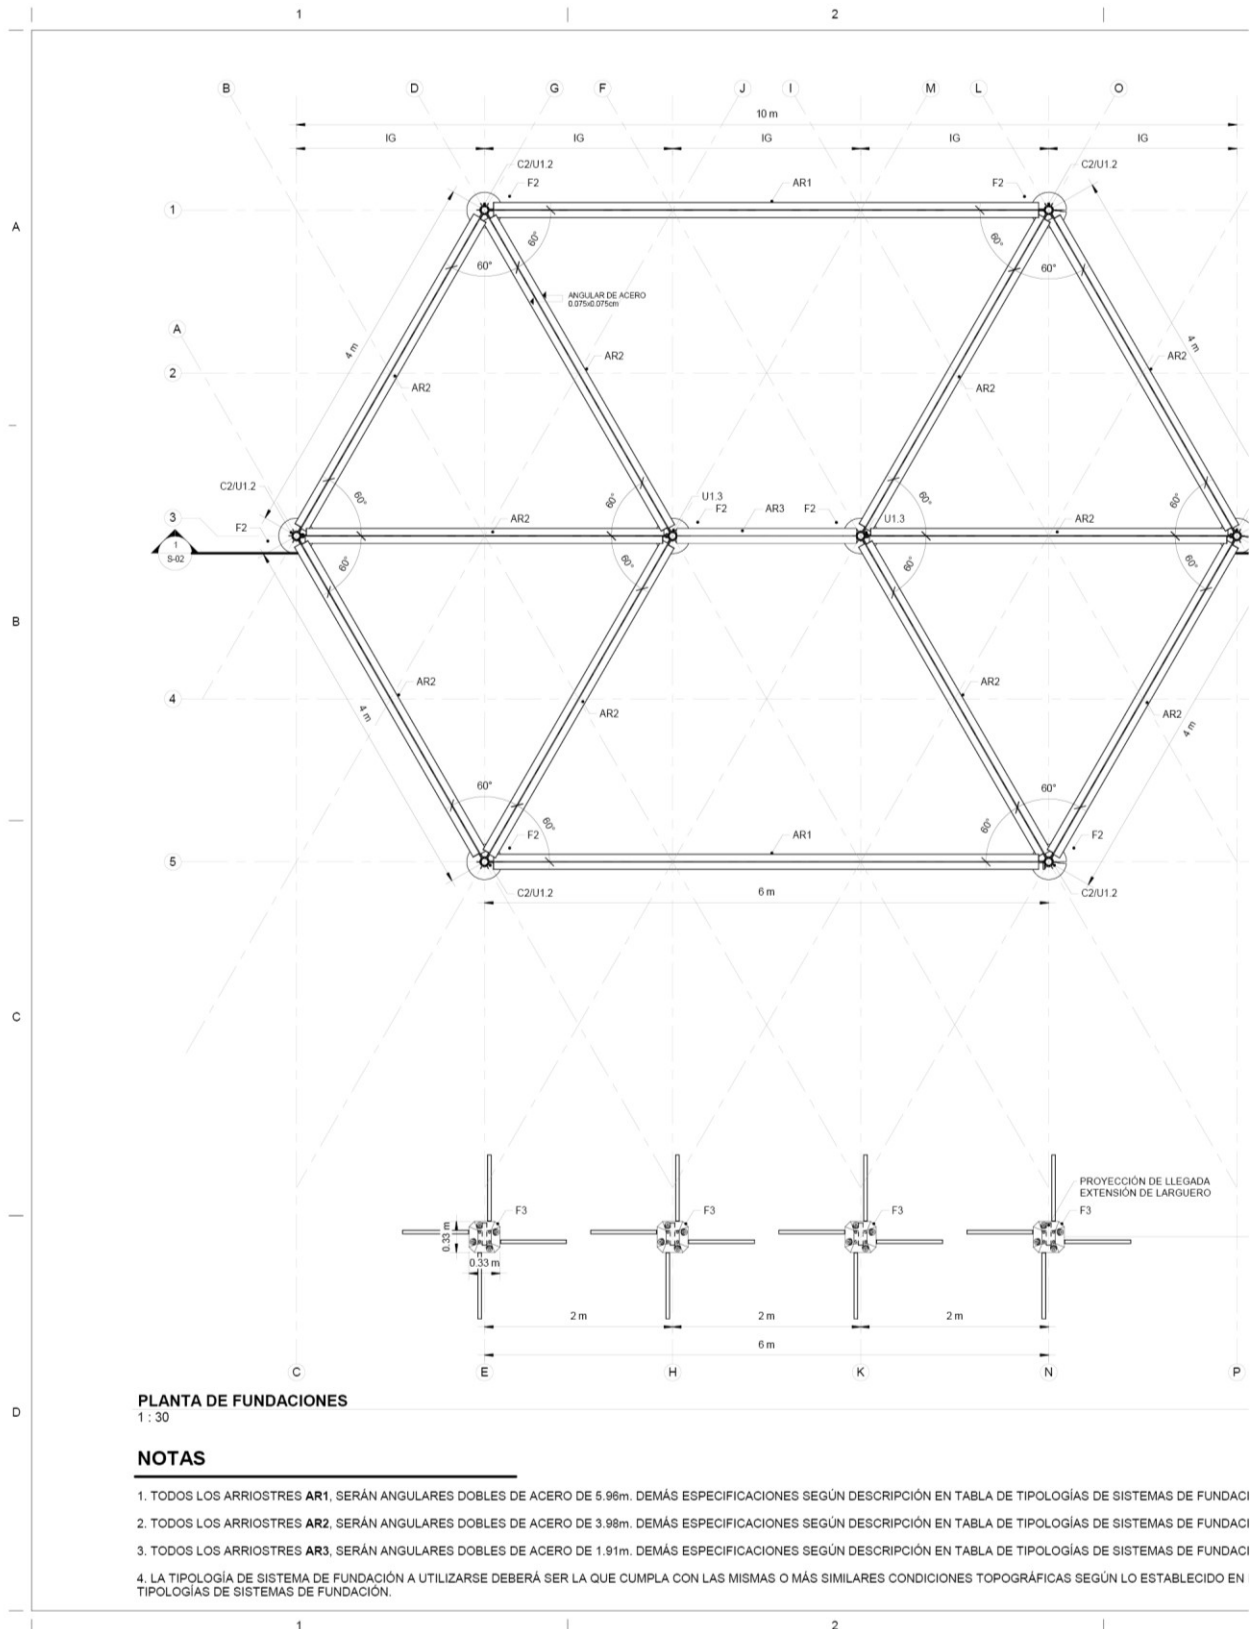 1 2
B D G F J I M L O
10 m
IG IG IG IG IG
C2/U1.2 C2/U1.2
F2 AR1 F2
1
A
60° 60°
60° 60°
ANGULAR DE ACERO
0.075x0.075cm
A
4 m 4 m
AR2 AR2
2
AR2 AR2
C2/U1.2
60° 60° 60° 60°
U1.3
3 F2 AR2 F2 AR3 F2 U1.3 AR2
1
S-02
60° 60° 60° 60°
B
AR2 AR2
4
4 m AR2 AR2
4 m
60° 60°
60° 60°
F2 AR1 F2
5
C2/U1.2 6 m C2/U1.2
C
PROYECCIÓN DE LLEGADA
EXTENSIÓN DE LARGUERO
F3 F3 F3 F3
0.33 m
0.33 m
2 m 2 m 2 m
6 m
C E H K N P
D
PLANTA DE FUNDACIONES
1 : 30
NOTAS
1. TODOS LOS ARRIOSTRES AR1, SERÁN ANGULARES DOBLES DE ACERO DE 5.96m. DEMÁS ESPECIFICACIONES SEGÚN DESCRIPCIÓN EN TABLA DE TIPOLOGÍAS DE SISTEMAS DE
2. TODOS LOS ARRIOSTRES AR2, SERÁN ANGULARES DOBLES DE ACERO DE 3.98m. DEMÁS ESPECIFICACIONES SEGÚN DESCRIPCIÓN EN TABLA DE TIPOLOGÍAS DE SISTEMAS DE
3. TODOS LOS ARRIOSTRES AR3, SERÁN ANGULARES DOBLES DE ACERO DE 1.91m. DEMÁS ESPECIFICACIONES SEGÚN DESCRIPCIÓN EN TABLA DE TIPOLOGÍAS DE SISTEMAS DE
4. LA TIPOLOGÍA DE SISTEMA DE FUNDACIÓN A UTILIZARSE DEBERÁ SER LA QUE CUMPLA CON LAS MISMAS O MÁS SIMILARES CONDICIONES TOPOGRÁFICAS SEGÚN LO ESTABLECIDO EN
TIPOLOGÍAS DE SISTEMAS DE FUNDACIÓN.
1 2